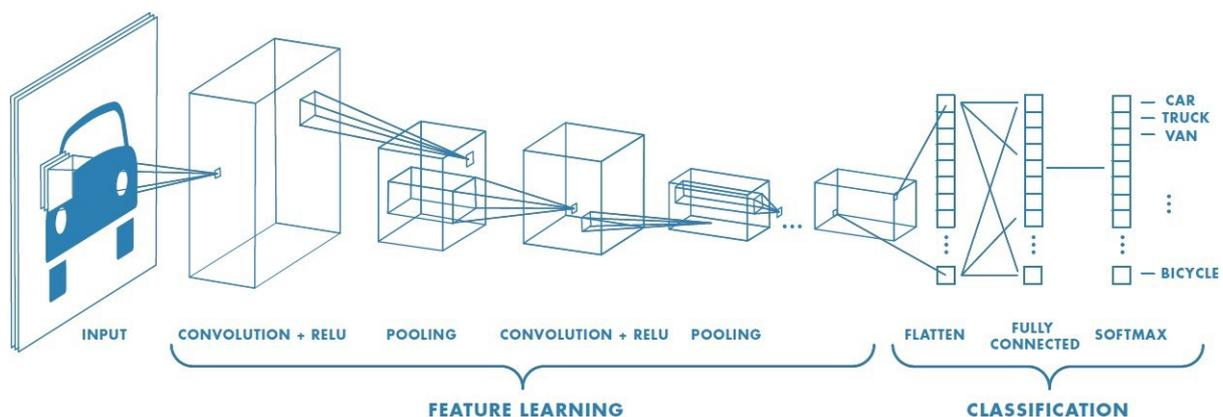 CAR
TRUCK
VAN
BICYCLE
INPUT
CONVOLUTION + RELU
POOLING
CONVOLUTION + RELU
POOLING
FLATTEN
FULLY
CONNECTED
SOFTMAX
FEATURE LEARNING
CLASSIFICATION